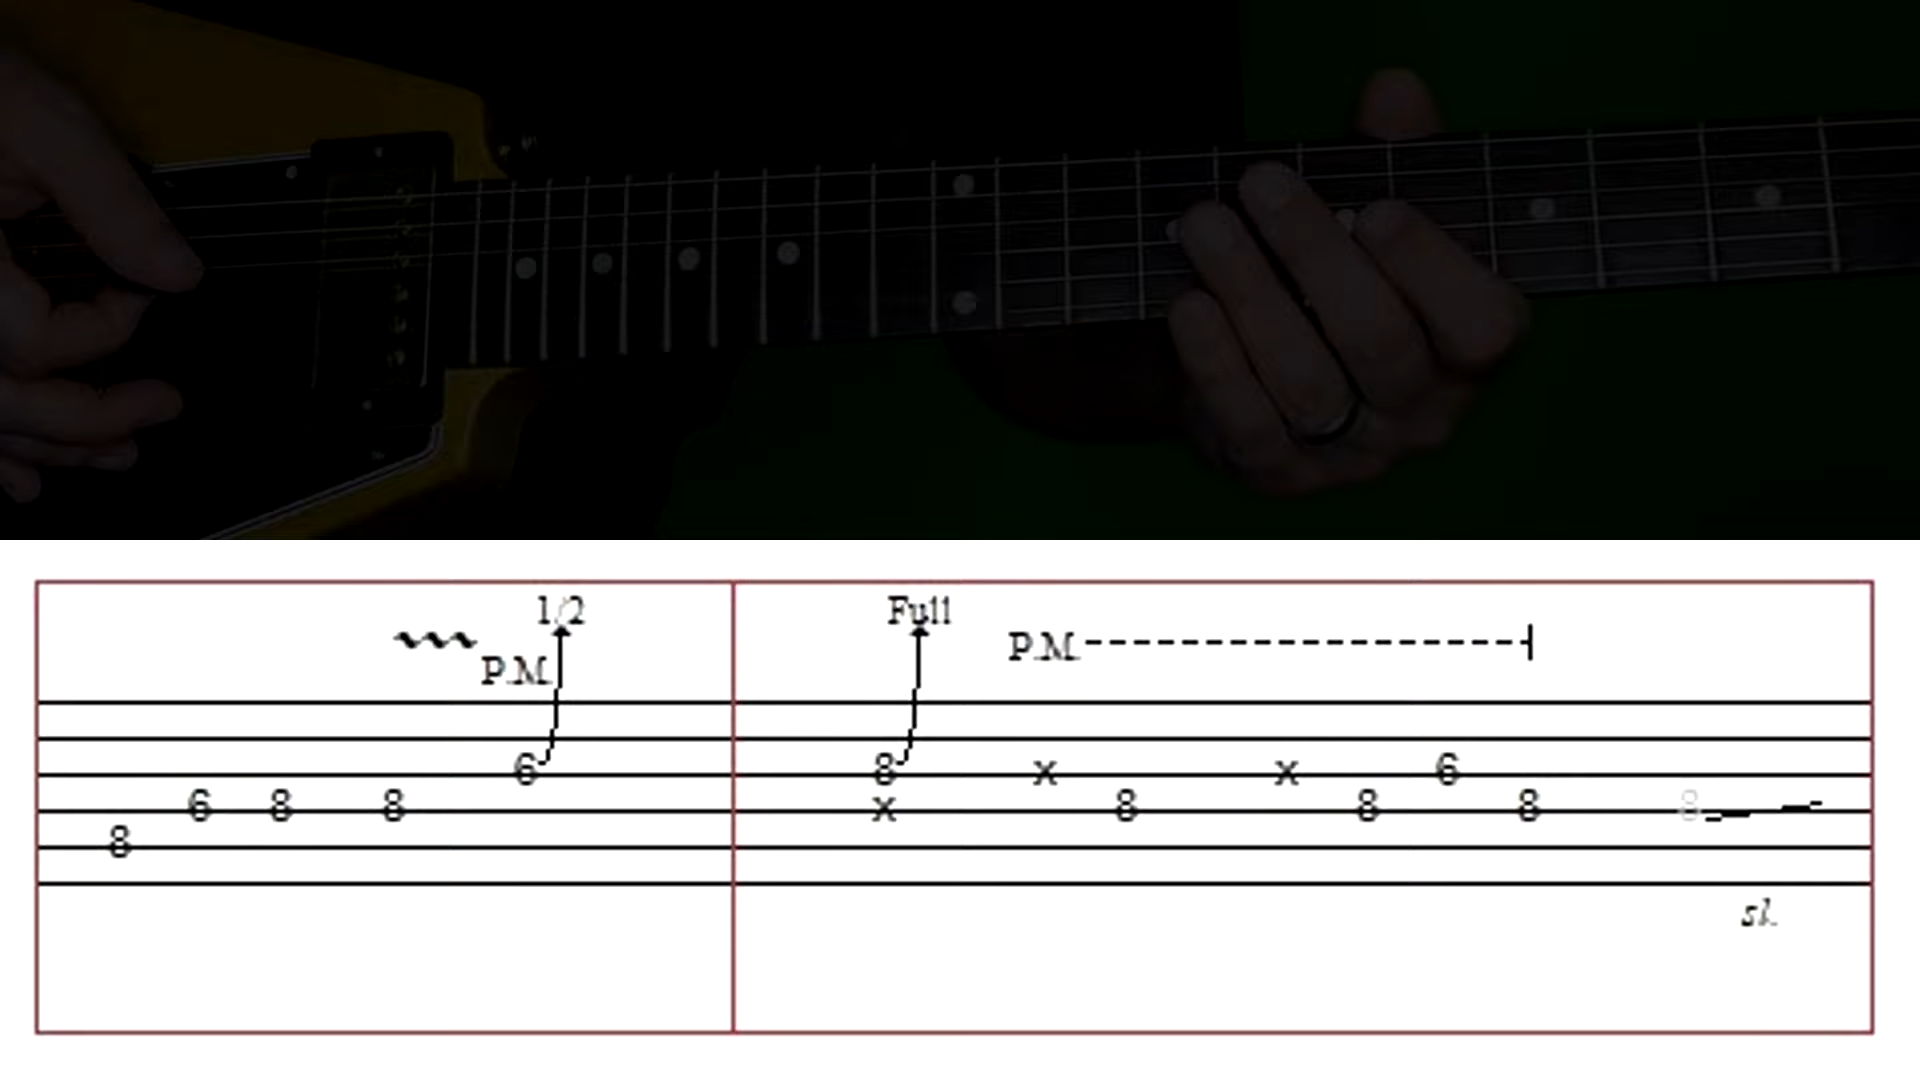 1/2 Full
P.M. P.M.
6 8 x x 6
6 8 8 x 8 8 8 8
8
sl.